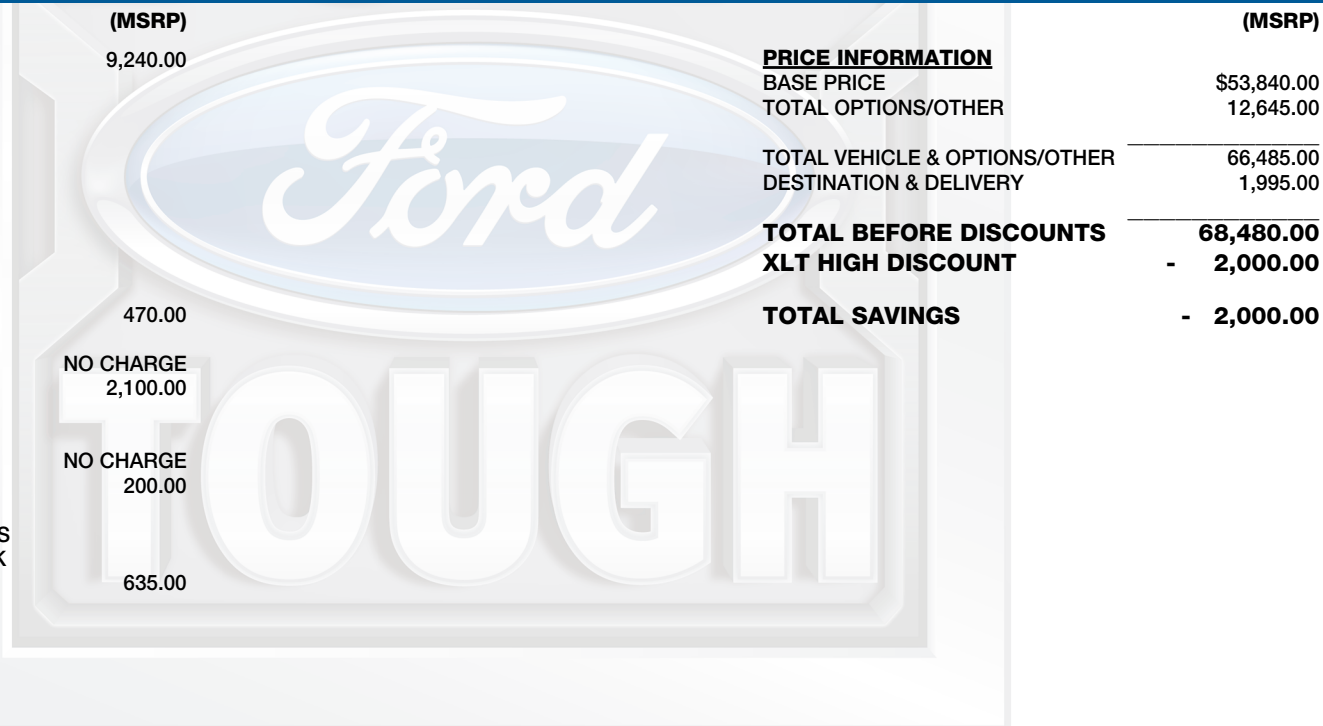 (MSRP)
9,240.00
470.00
NO CHARGE
2,100.00
NO CHARGE
200.00
S
K
635.00
Ford
TOUGH
(MSRP)
PRICE INFORMATION
BASE PRICE $53,840.00
TOTAL OPTIONS/OTHER 12,645.00
TOTAL VEHICLE & OPTIONS/OTHER 66,485.00
DESTINATION & DELIVERY 1,995.00
TOTAL BEFORE DISCOUNTS 68,480.00
XLT HIGH DISCOUNT - 2,000.00
TOTAL SAVINGS - 2,000.00